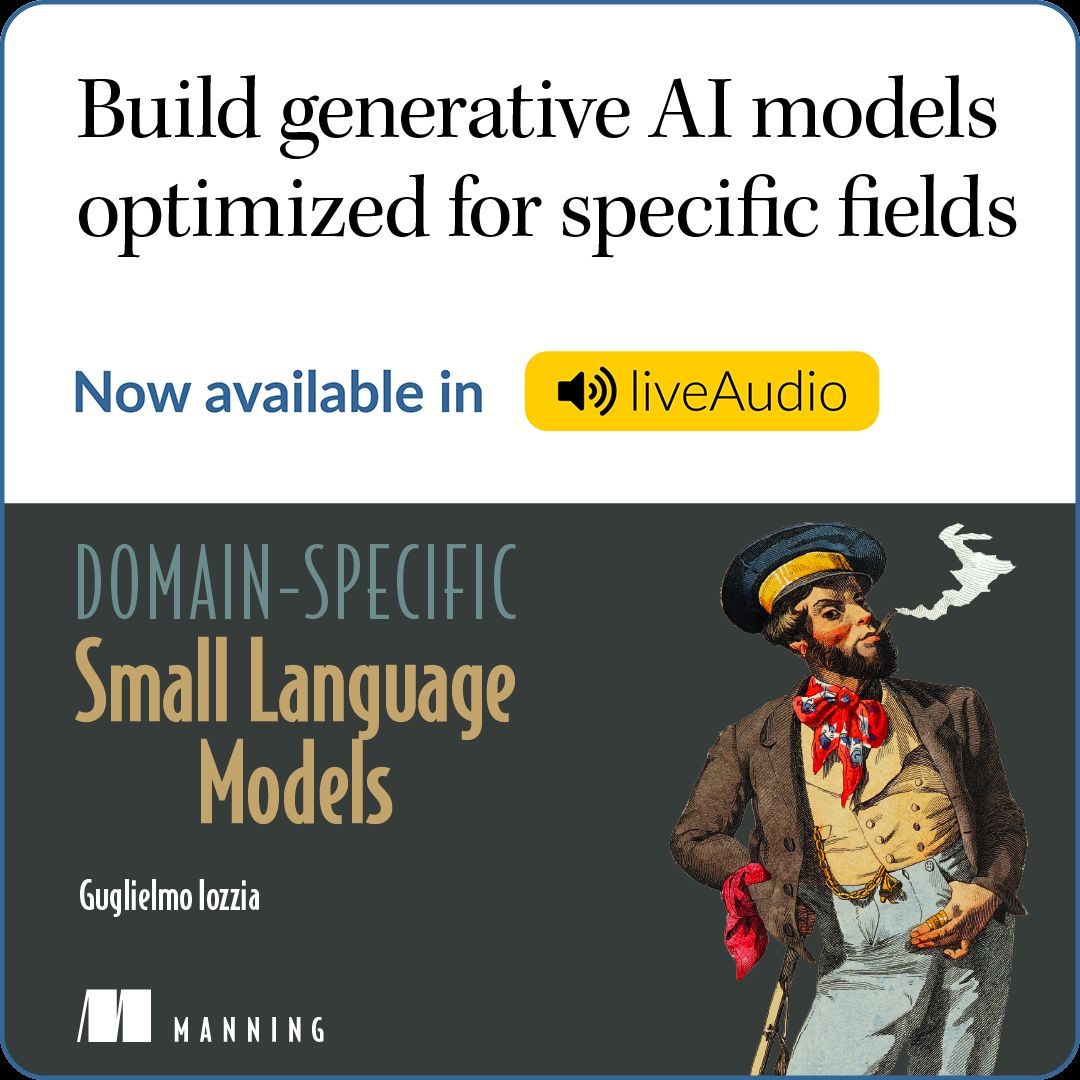 Build generative AI models
optimized for specific fields
Now available in
liveAudio
DOMAIN-SPECIFIC
Small Language
Models
Guglielmo Iozzia
MANNING